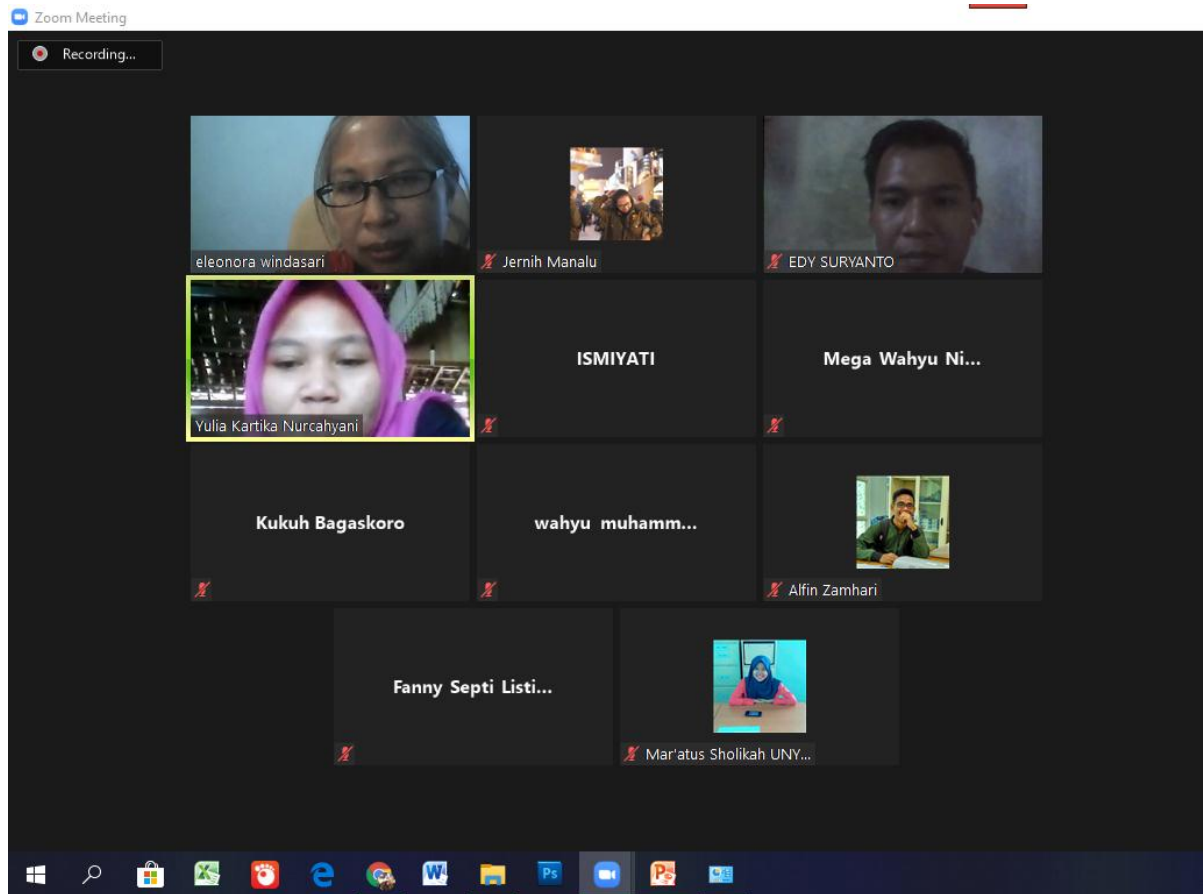 Zoom Meeting
Recording...
eleonora windasari
Jernih Manalu
EDY SURYANTO
Yulia Kartika Nurcahyani
ISMIYATI
Mega Wahyu Ni...
Kukuh Bagaskoro
wahyu muhamm...
Alfin Zamhari
Fanny Septi Listi...
Mar'atus Sholikah UNY...
Ps